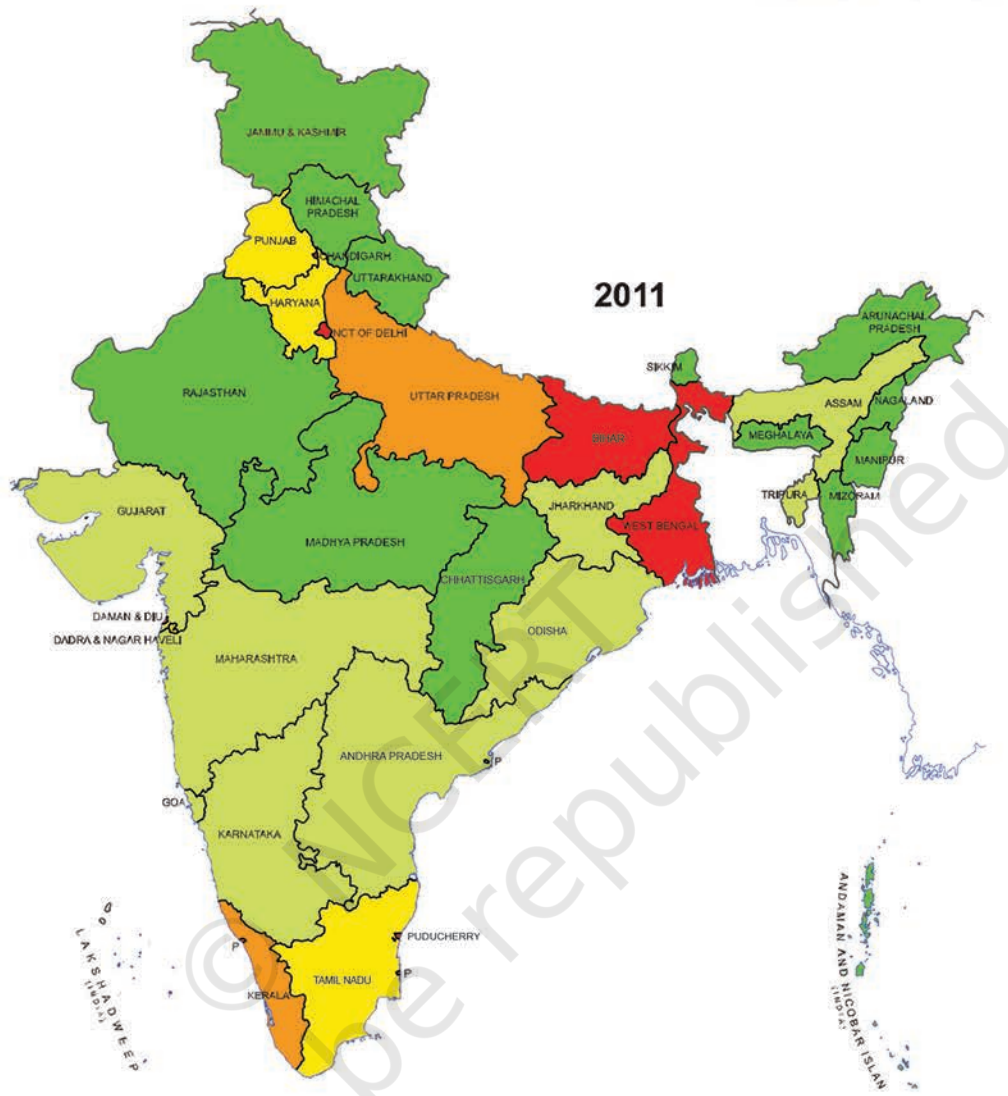 JAMMU & KASHMIR
HIMACHAL
PRADESH
PUNJAB
CHANDIGARH
UTTARAKHAND
HARYANA
2011
NCT OF DELHI
ARUNACHAL
PRADESH
SIKKIM
RAJASTHAN
UTTAR PRADESH
ASSAM
NAGALAND
BIHAR
MEGHALAYA
MANIPUR
TRIPURA
MIZORAM
GUJARAT
JHARKHAND
WEST BENGAL
MADHYA PRADESH
CHHATTISGARH
DAMAN & DIU
DADRA & NAGAR HAVELI
ODISHA
MAHARASHTRA
ANDHRA PRADESH
P
GOA
KARNATAKA
P
PUDUCHERRY
TAMIL NADU
P
KERALA
LAKSHADWEEP
(INDIA)
ANDAMAN AND NICOBAR ISLAN
(INDIA)
© NCERT
be republished